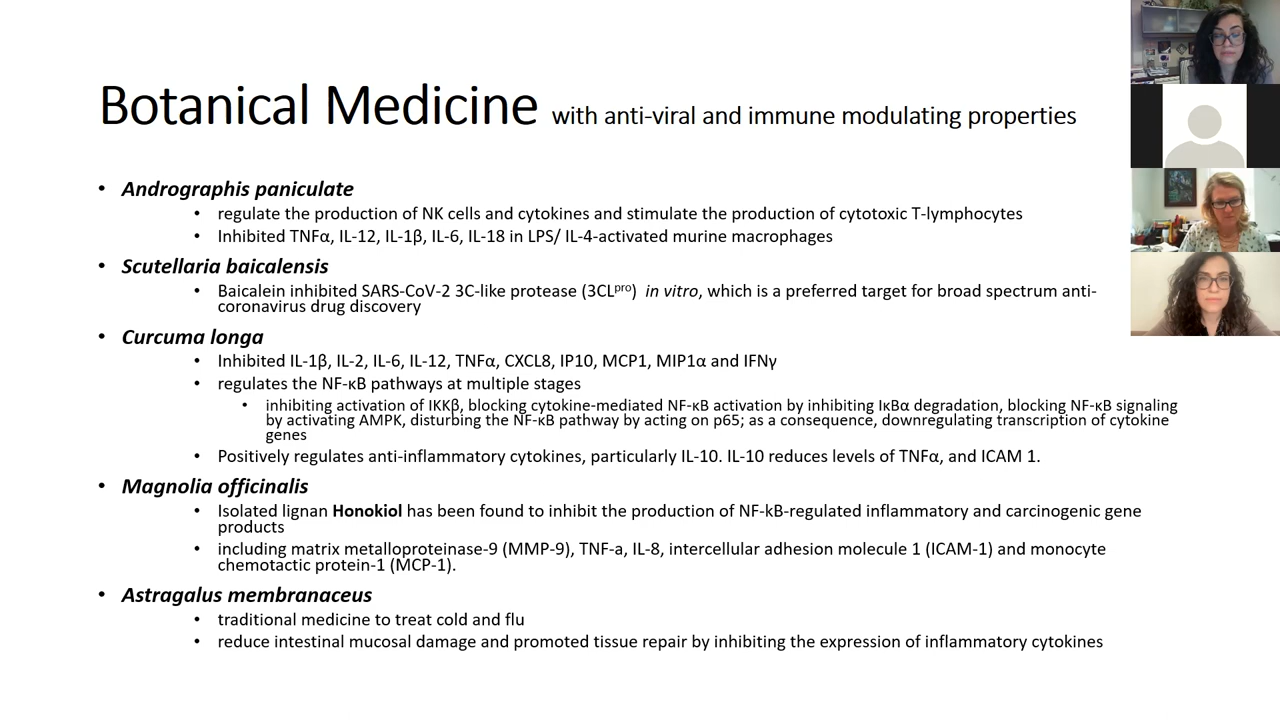 Botanical Medicine with anti-viral and immune modulating properties
• Andrographis paniculate
• regulate the production of NK cells and cytokines and stimulate the production of cytotoxic T-lymphocytes
• Inhibited TNFα, IL-12, IL-1β, IL-6, IL-18 in LPS/ IL-4-activated murine macrophages
• Scutellaria baicalensis
• Baicalein inhibited SARS-CoV-2 3C-like protease (3CLpro) in vitro, which is a preferred target for broad spectrum anti-
coronavirus drug discovery
• Curcuma longa
• Inhibited IL-1β, IL-2, IL-6, IL-12, TNFα, CXCL8, IP10, MCP1, MIP1α and IFNγ
• regulates the NF-κB pathways at multiple stages
• inhibiting activation of IKKβ, blocking cytokine-mediated NF-κB activation by inhibiting IκBα degradation, blocking NF-κB signaling
by activating AMPK, disturbing the NF-κB pathway by acting on p65; as a consequence, downregulating transcription of cytokine
genes
• Positively regulates anti-inflammatory cytokines, particularly IL-10. IL-10 reduces levels of TNFα, and ICAM 1.
• Magnolia officinalis
• Isolated lignan Honokiol has been found to inhibit the production of NF-kB-regulated inflammatory and carcinogenic gene
products
• including matrix metalloproteinase-9 (MMP-9), TNF-a, IL-8, intercellular adhesion molecule 1 (ICAM-1) and monocyte
chemotactic protein-1 (MCP-1).
• Astragalus membranaceus
• traditional medicine to treat cold and flu
• reduce intestinal mucosal damage and promoted tissue repair by inhibiting the expression of inflammatory cytokines